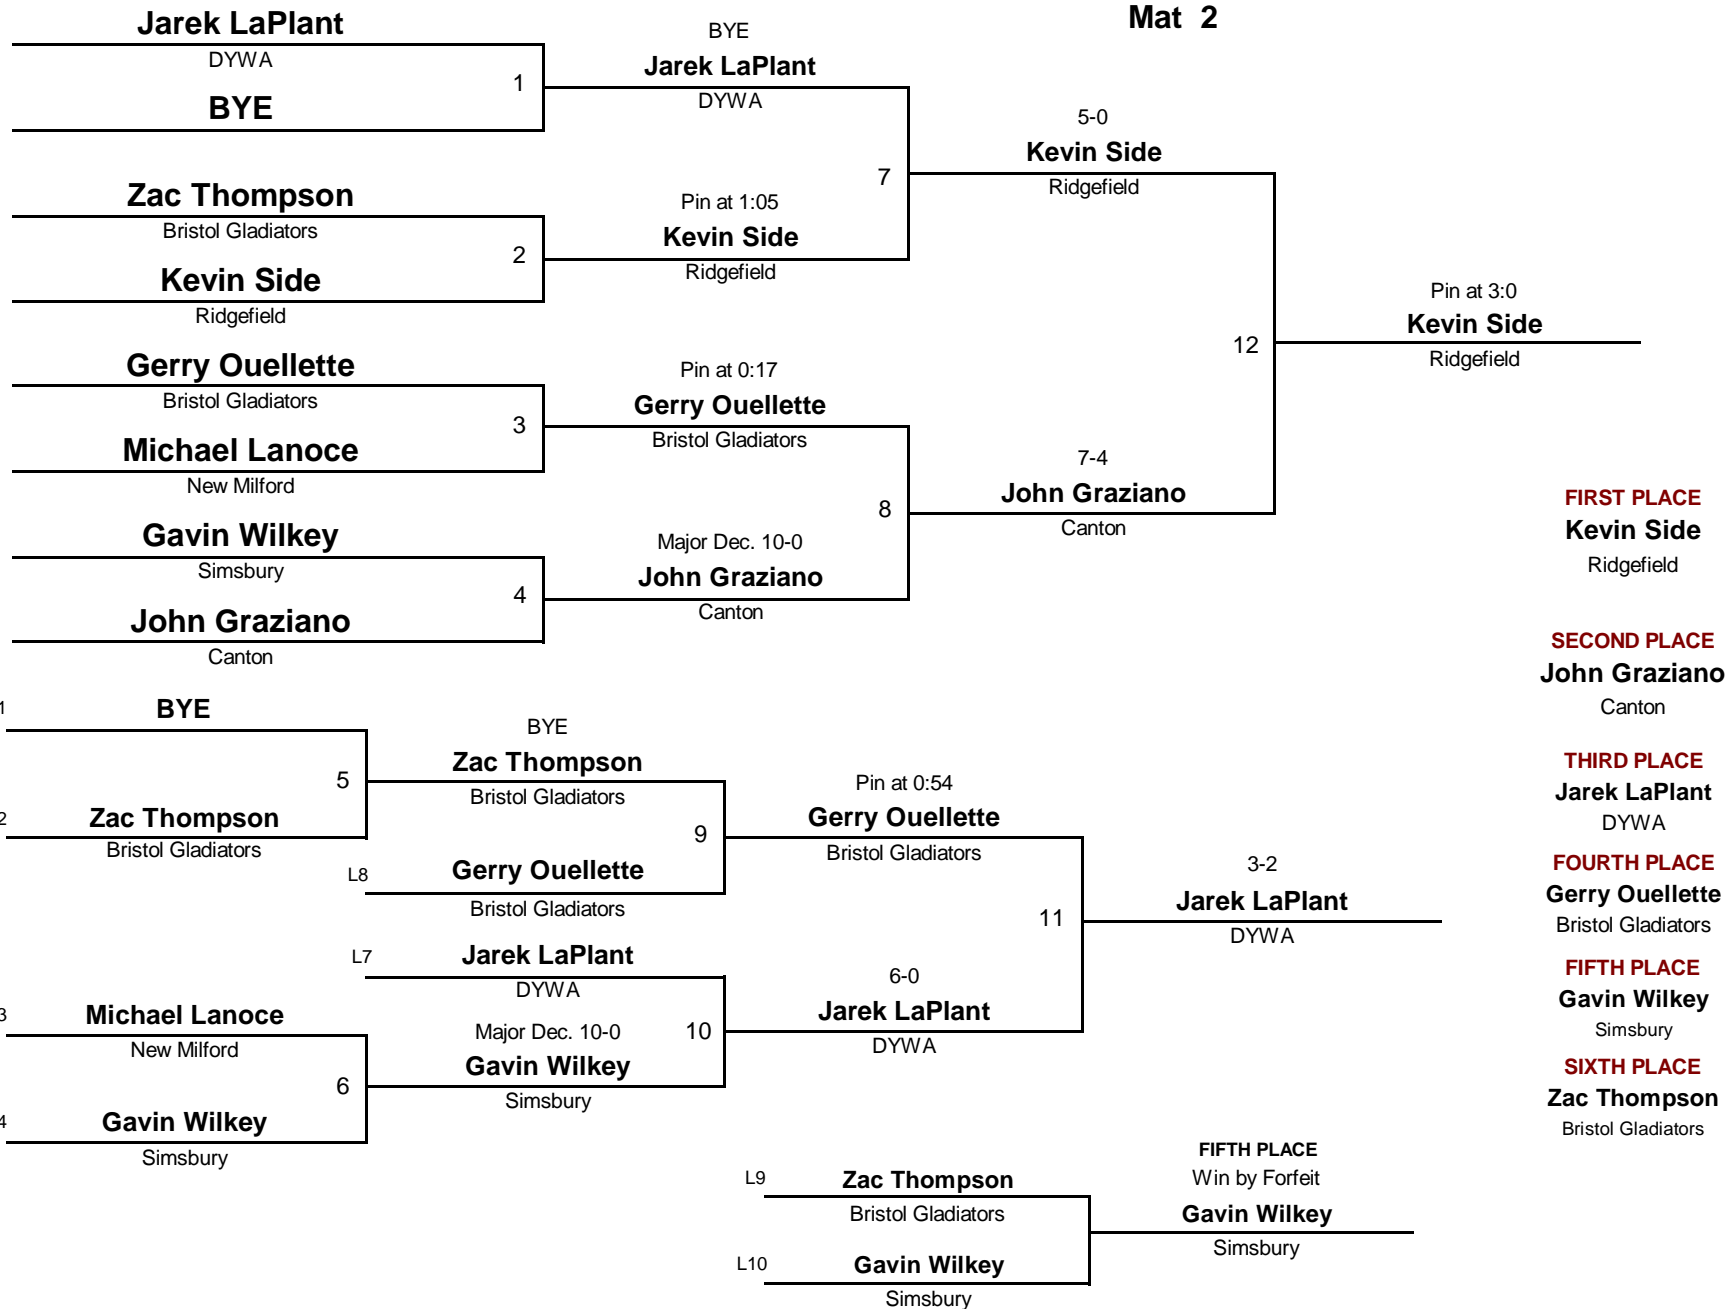 Mat 2
Jarek LaPlant
DYWA
1
BYE
Zac Thompson
Bristol Gladiators
2
Kevin Side
Ridgefield
Gerry Ouellette
Bristol Gladiators
3
Michael Lanoce
New Milford
Gavin Wilkey
Simsbury
4
John Graziano
Canton
BYE
Jarek LaPlant
DYWA
7
Pin at 1:05
Kevin Side
Ridgefield
Pin at 0:17
Gerry Ouellette
Bristol Gladiators
8
Major Dec. 10-0
John Graziano
Canton
5-0
Kevin Side
Ridgefield
12
7-4
John Graziano
Canton
Pin at 3:0
Kevin Side
Ridgefield
1
BYE
5
2
Zac Thompson
Bristol Gladiators
3
Michael Lanoce
New Milford
6
4
Gavin Wilkey
Simsbury
BYE
Zac Thompson
Bristol Gladiators
9
L8
Gerry Ouellette
Bristol Gladiators
L7
Jarek LaPlant
DYWA
10
Major Dec. 10-0
Gavin Wilkey
Simsbury
Pin at 0:54
Gerry Ouellette
Bristol Gladiators
11
6-0
Jarek LaPlant
DYWA
3-2
Jarek LaPlant
DYWA
L9
Zac Thompson
Bristol Gladiators
L10
Gavin Wilkey
Simsbury
FIFTH PLACE
Win by Forfeit
Gavin Wilkey
Simsbury
FIRST PLACE
Kevin Side
Ridgefield
SECOND PLACE
John Graziano
Canton
THIRD PLACE
Jarek LaPlant
DYWA
FOURTH PLACE
Gerry Ouellette
Bristol Gladiators
FIFTH PLACE
Gavin Wilkey
Simsbury
SIXTH PLACE
Zac Thompson
Bristol Gladiators